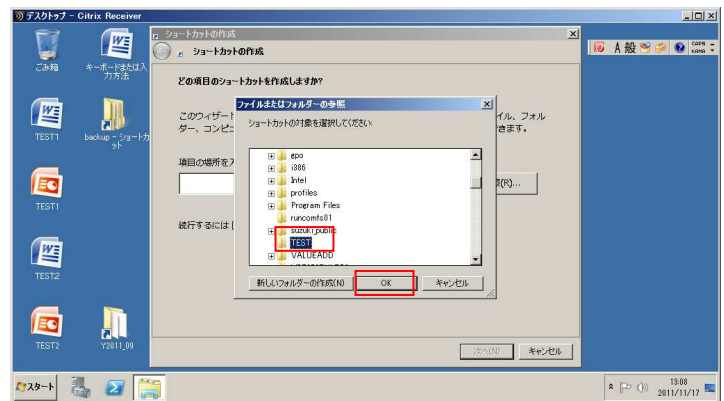 デスクトップ - Citrix Receiver
ごみ箱
キーボードまたは入力方法
TEST1
backup - ショートカット
TEST1
TEST2
TEST2
Y2011_09
ショートカットの作成
ショートカットの作成
どの項目のショートカットを作成しますか?
このウィザード
イル、フォル
ダー、コンピ
きます。
項目の場所を
(R)...
続行するには [
ファイルまたはフォルダーの参照
ショートカットの対象を選択してください
epo
i386
Intel
profiles
Program Files
runcomfs01
suzuki_public
TEST
VALUEADD
新しいフォルダーの作成(N)
OK
キャンセル
次へ(N)
キャンセル
A 般
CAPS
KANA
スタート
13:08
2011/11/17